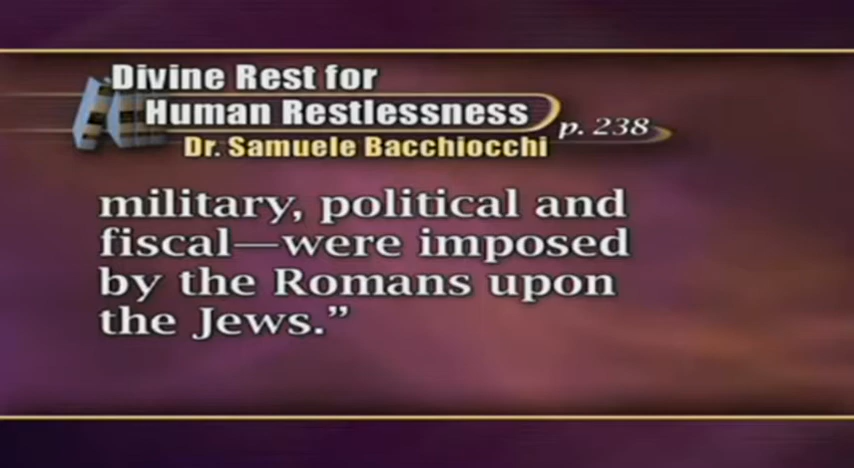 Divine Rest for
Human Restlessness
p. 238
Dr. Samuele Bacchiocchi
military, political and
fiscal—were imposed
by the Romans upon
the Jews.”